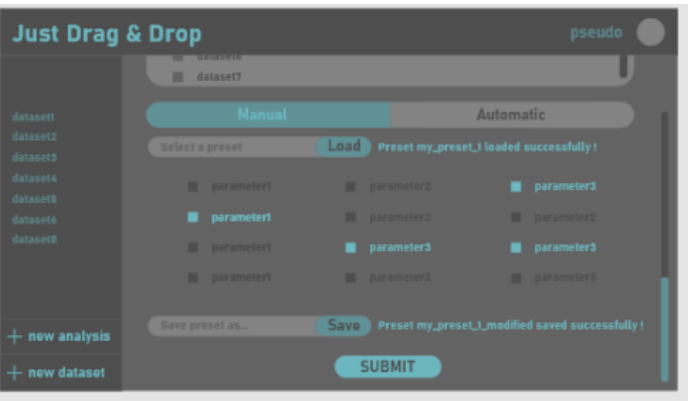 Just Drag & Drop
pseudo
dataset6
dataset7
dataset1
dataset2
dataset3
dataset4
dataset5
dataset6
dataset8
Manual
Automatic
Select a preset
Load
Preset my_preset_1 loaded successfully !
parameter1
parameter2
parameter3
parameter1
parameter2
parameter2
parameter1
parameter3
parameter3
parameter1
parameter2
parameter3
Save preset as...
Save
Preset my_preset_1_modified saved successfully !
+ new analysis
+ new dataset
SUBMIT